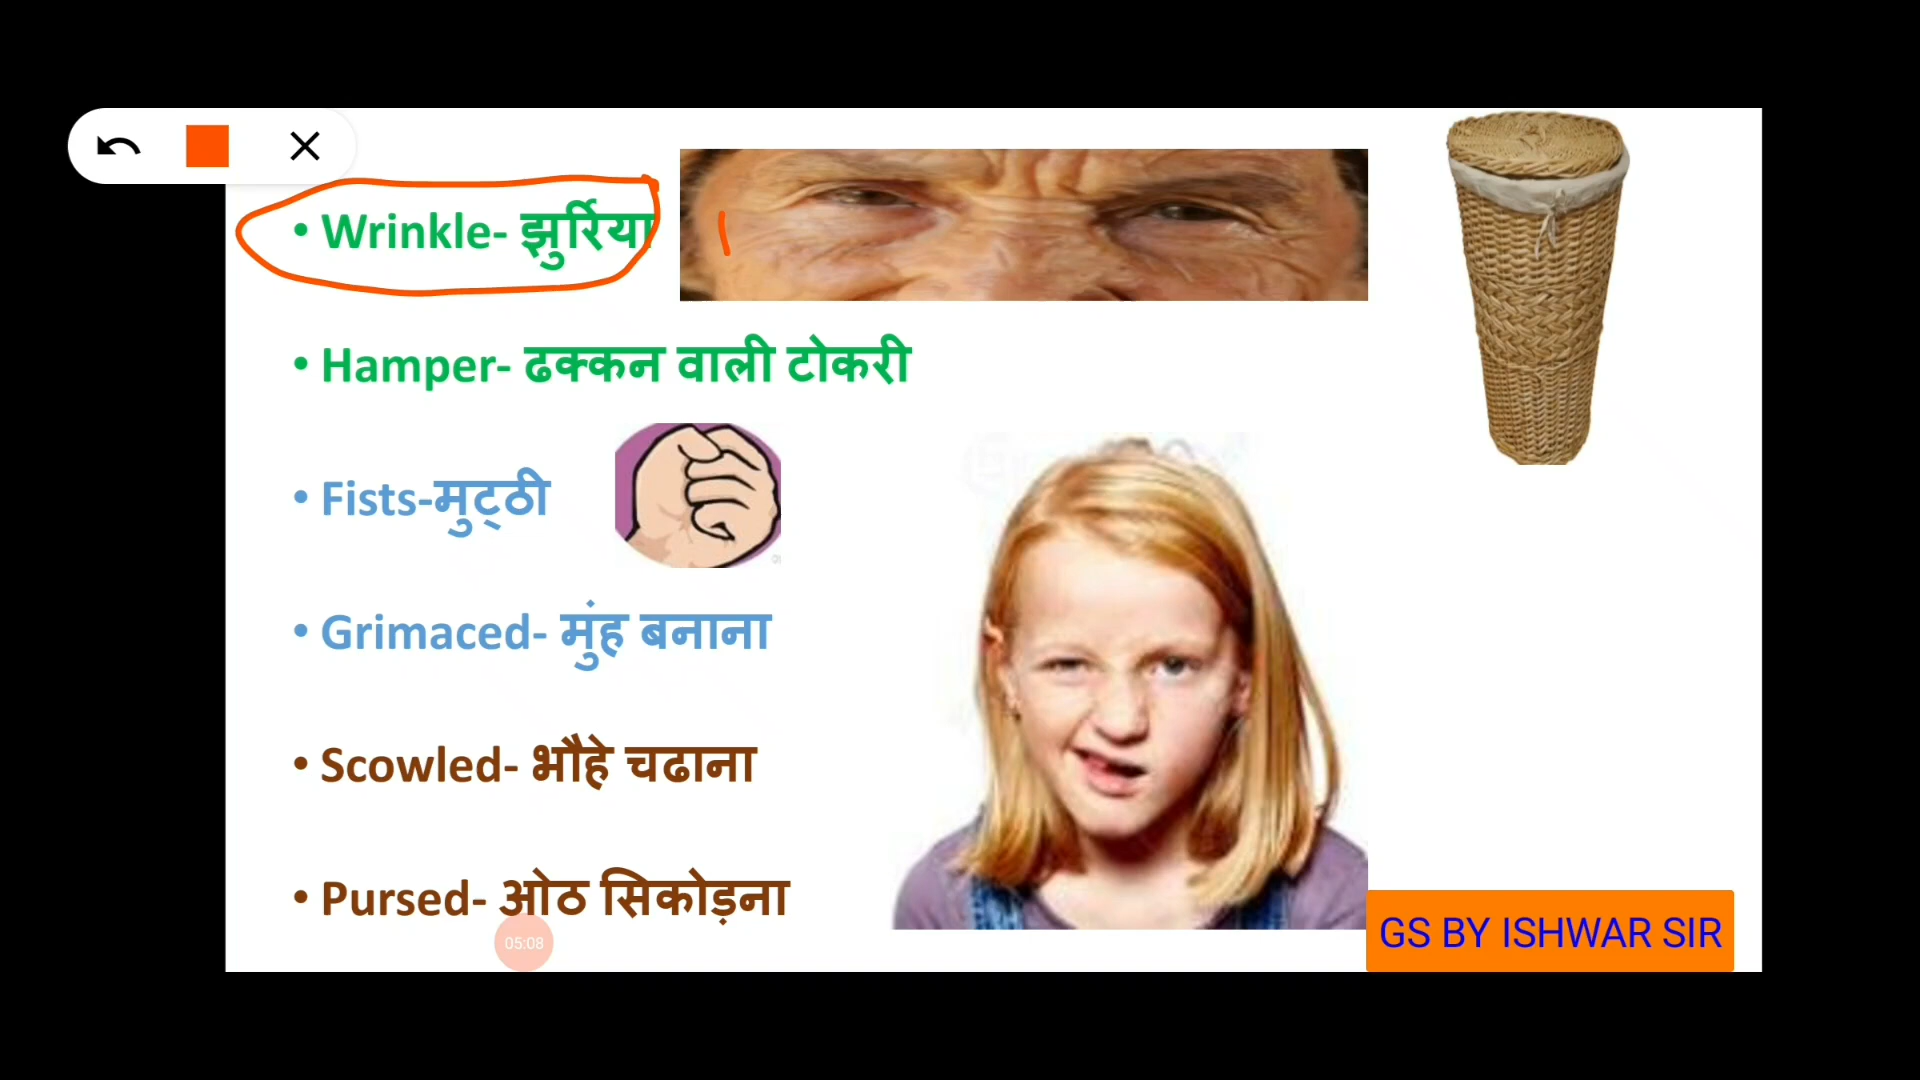 • Wrinkle- झुर्रिया
• Hamper- ढक्कन वाली टोकरी
• Fists-मुट्ठी
• Grimaced- मुंह बनाना
• Scowled- भौहे चढाना
• Pursed- ओठ सिकोड़ना
05:08
GS BY ISHWAR SIR